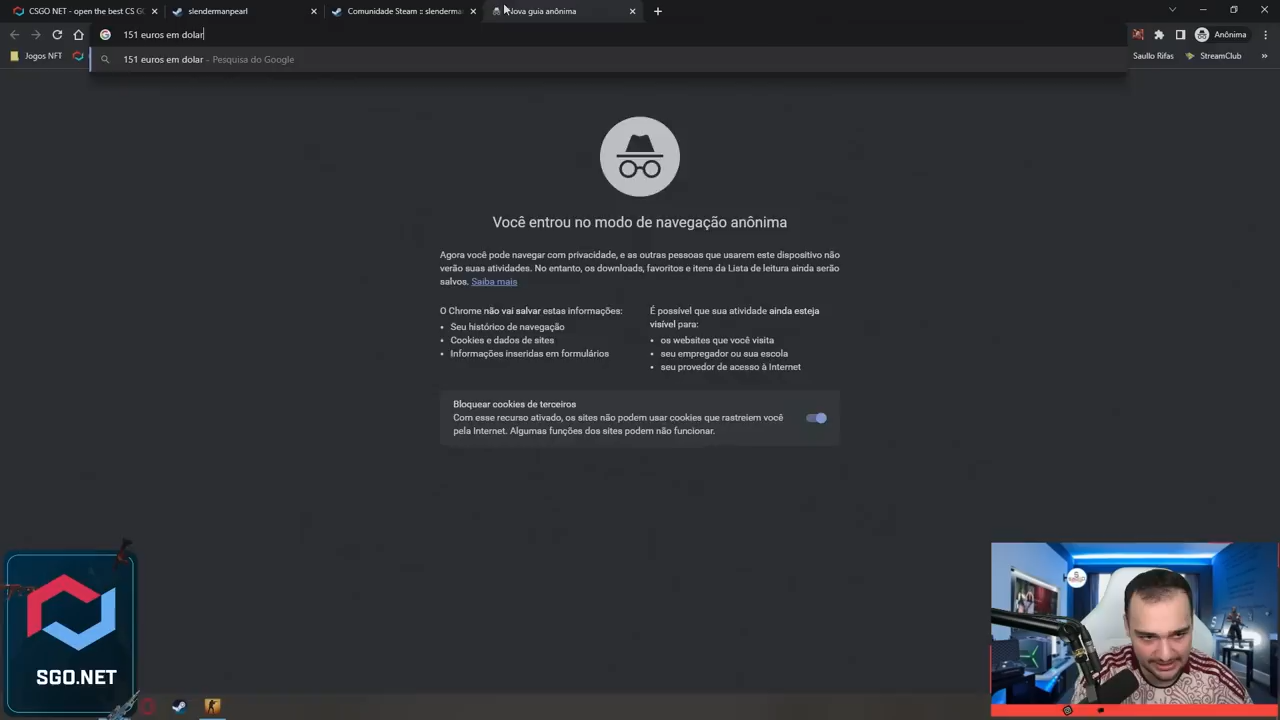 CSGO NET - open the best CS G
slendermanpearl
Comunidade Steam :: slenderma
Nova guia anônima
151 euros em dolar
Anônima
151 euros em dolar - Pesquisa do Google
Jogos NFT
Saullo Rifas
StreamClub
Você entrou no modo de navegação anônima
Agora você pode navegar com privacidade, e as outras pessoas que usarem este dispositivo não
verão suas atividades. No entanto, os downloads, favoritos e itens da Lista de leitura ainda serão
salvos. Saiba mais
O Chrome não vai salvar estas informações:
• Seu histórico de navegação
• Cookies e dados de sites
• Informações inseridas em formulários
É possível que sua atividade ainda esteja
visível para:
• os websites que você visita
• seu empregador ou sua escola
• seu provedor de acesso à Internet
Bloquear cookies de terceiros
Com esse recurso ativado, os sites não podem usar cookies que rastreiem você
pela Internet. Algumas funções dos sites podem não funcionar.
SGO.NET